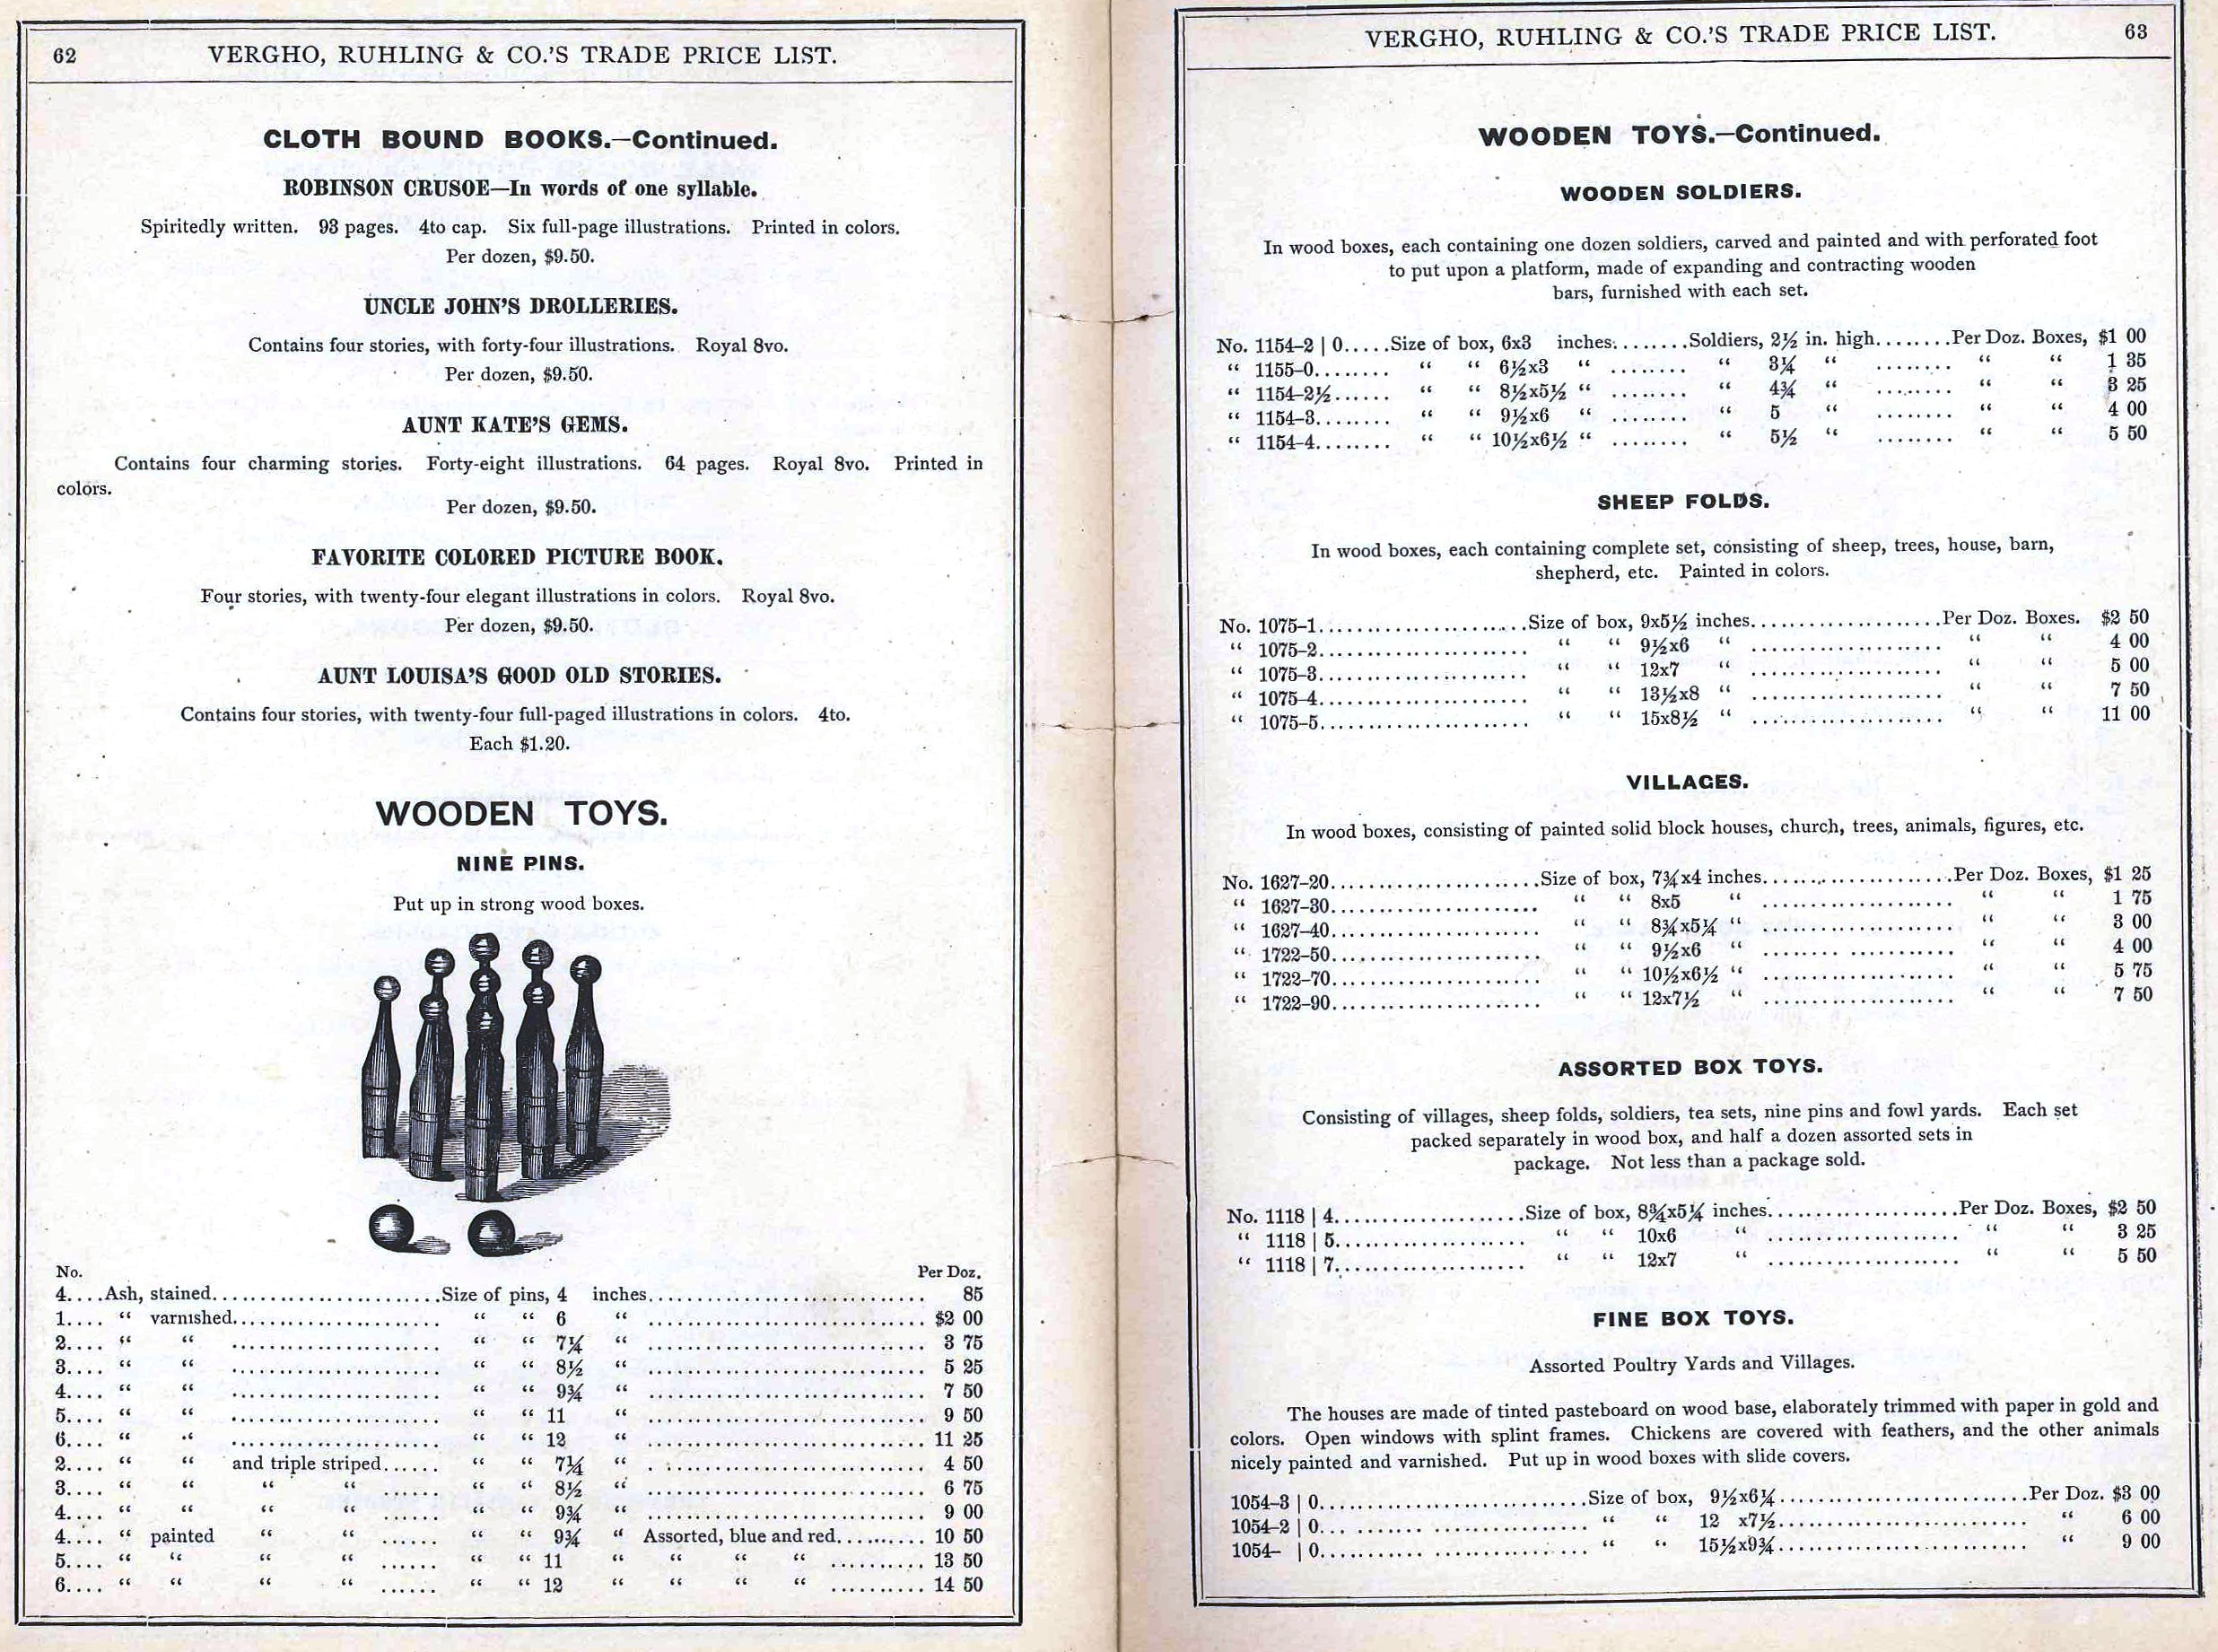 62 VERGHO, RUHLING & CO.'S TRADE PRICE LIST.
CLOTH BOUND BOOKS.—Continued.
ROBINSON CRUSOE—In words of one syllable.
Spiritedly written. 93 pages. 4to cap. Six full-page illustrations. Printed in colors.
Per dozen, $9.50.
UNCLE JOHN'S DROLLERIES.
Contains four stories, with forty-four illustrations. Royal 8vo.
Per dozen, $9.50.
AUNT KATE'S GEMS.
Contains four charming stories. Forty-eight illustrations. 64 pages. Royal 8vo. Printed in
colors.
Per dozen, $9.50.
FAVORITE COLORED PICTURE BOOK.
Four stories, with twenty-four elegant illustrations in colors. Royal 8vo.
Per dozen, $9.50.
AUNT LOUISA'S GOOD OLD STORIES.
Contains four stories, with twenty-four full-paged illustrations in colors. 4to.
Each $1.20.
WOODEN TOYS.
NINE PINS.
Put up in strong wood boxes.
No. Per Doz.
4....Ash, stained........................Size of pins, 4 inches............................ 85
1.... “ varnished...................... “ “ 6 “ ............................ $2 00
2.... “ “ ...................... “ “ 7¼ “ ............................ 3 75
3.... “ “ ...................... “ “ 8½ “ ............................ 5 25
4.... “ “ ...................... “ “ 9¾ “ ............................ 7 50
5.... “ “ ...................... “ “ 11 “ ............................ 9 50
6.... “ “ ...................... “ “ 12 “ ............................ 11 25
2.... “ “ and triple striped...... “ “ 7¼ “ ............................ 4 50
3.... “ “ “ “ ...... “ “ 8½ “ ............................ 6 75
4.... “ “ “ “ ...... “ “ 9¾ “ ............................ 9 00
4.... “ painted “ “ ...... “ “ 9¾ “ Assorted, blue and red......... 10 50
5.... “ “ “ “ ...... “ “ 11 “ “ “ “ .......... 13 50
6.... “ “ “ “ ...... “ “ 12 “ “ “ “ .......... 14 50
VERGHO, RUHLING & CO.'S TRADE PRICE LIST. 63
WOODEN TOYS.—Continued.
WOODEN SOLDIERS.
In wood boxes, each containing one dozen soldiers, carved and painted and with perforated foot
to put upon a platform, made of expanding and contracting wooden
bars, furnished with each set.
No. 1154–2 | 0.....Size of box, 6x3 inches........Soldiers, 2½ in. high........Per Doz. Boxes, $1 00
“ 1155–0........ “ “ 6½x3 “ ........ “ 3¼ “ ........ “ “ 1 35
“ 1154–2½...... “ “ 8½x5½ “ ........ “ 4¾ “ ........ “ “ 3 25
“ 1154–3........ “ “ 9½x6 “ ........ “ 5 “ ........ “ “ 4 00
“ 1154–4........ “ “ 10½x6½ “ ........ “ 5½ “ ........ “ “ 5 50
SHEEP FOLDS.
In wood boxes, each containing complete set, consisting of sheep, trees, house, barn,
shepherd, etc. Painted in colors.
No. 1075–1......................Size of box, 9x5½ inches....................Per Doz. Boxes. $2 50
“ 1075–2...................... “ “ 9½x6 “ .................... “ “ 4 00
“ 1075–3...................... “ “ 12x7 “ .................... “ “ 5 00
“ 1075–4...................... “ “ 13½x8 “ .................... “ “ 7 50
“ 1075–5...................... “ “ 15x8½ “ .................... “ “ 11 00
VILLAGES.
In wood boxes, consisting of painted solid block houses, church, trees, animals, figures, etc.
No. 1627–20......................Size of box, 7¾x4 inches....................Per Doz. Boxes, $1 25
“ 1627–30...................... “ “ 8x5 “ .................... “ “ 1 75
“ 1627–40...................... “ “ 8¾x5¼ “ .................... “ “ 3 00
“ 1722–50...................... “ “ 9½x6 “ .................... “ “ 4 00
“ 1722–70...................... “ “ 10½x6½ “ .................... “ “ 5 75
“ 1722–90...................... “ “ 12x7½ “ .................... “ “ 7 50
ASSORTED BOX TOYS.
Consisting of villages, sheep folds, soldiers, tea sets, nine pins and fowl yards. Each set
packed separately in wood box, and half a dozen assorted sets in
package. Not less than a package sold.
No. 1118 | 4....................Size of box, 8¾x5¼ inches....................Per Doz. Boxes, $2 50
“ 1118 | 5.................... “ “ 10x6 “ .................... “ “ 3 25
“ 1118 | 7.................... “ “ 12x7 “ .................... “ “ 5 50
FINE BOX TOYS.
Assorted Poultry Yards and Villages.
The houses are made of tinted pasteboard on wood base, elaborately trimmed with paper in gold and
colors. Open windows with splint frames. Chickens are covered with feathers, and the other animals
nicely painted and varnished. Put up in wood boxes with slide covers.
1054–3 | 0............................Size of box, 9½x6¼..........................Per Doz. $3 00
1054–2 | 0............................ “ “ 12 x7½.......................... “ 6 00
1054– | 0............................ “ “ 15½x9¾.......................... “ 9 00